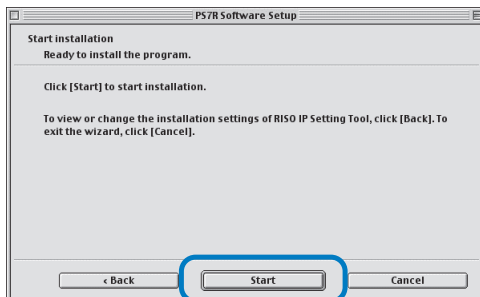 PS7R Software Setup
Start installation
Ready to install the program.
Click [Start] to start installation.
To view or change the installation settings of RISO IP Setting Tool, click [Back]. To
exit the wizard, click [Cancel].
‹ Back
Start
Cancel